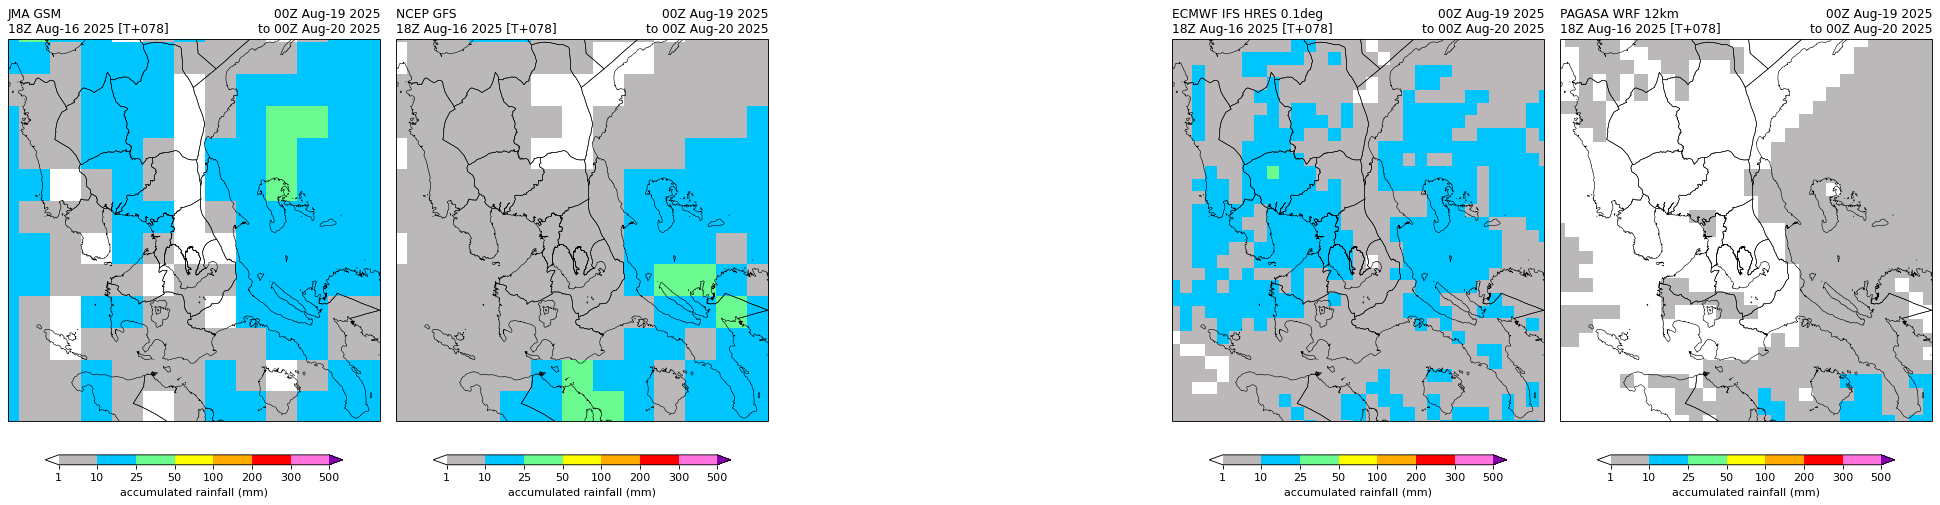 JMA GSM 00Z Aug-19 2025
18Z Aug-16 2025 [T+078] to 00Z Aug-20 2025
NCEP GFS 00Z Aug-19 2025
18Z Aug-16 2025 [T+078] to 00Z Aug-20 2025
ECMWF IFS HRES 0.1deg 00Z Aug-19 2025
18Z Aug-16 2025 [T+078] to 00Z Aug-20 2025
PAGASA WRF 12km 00Z Aug-19 2025
18Z Aug-16 2025 [T+078] to 00Z Aug-20 2025
1 10 25 50 100 200 300 500
accumulated rainfall (mm)
1 10 25 50 100 200 300 500
accumulated rainfall (mm)
1 10 25 50 100 200 300 500
accumulated rainfall (mm)
1 10 25 50 100 200 300 500
accumulated rainfall (mm)